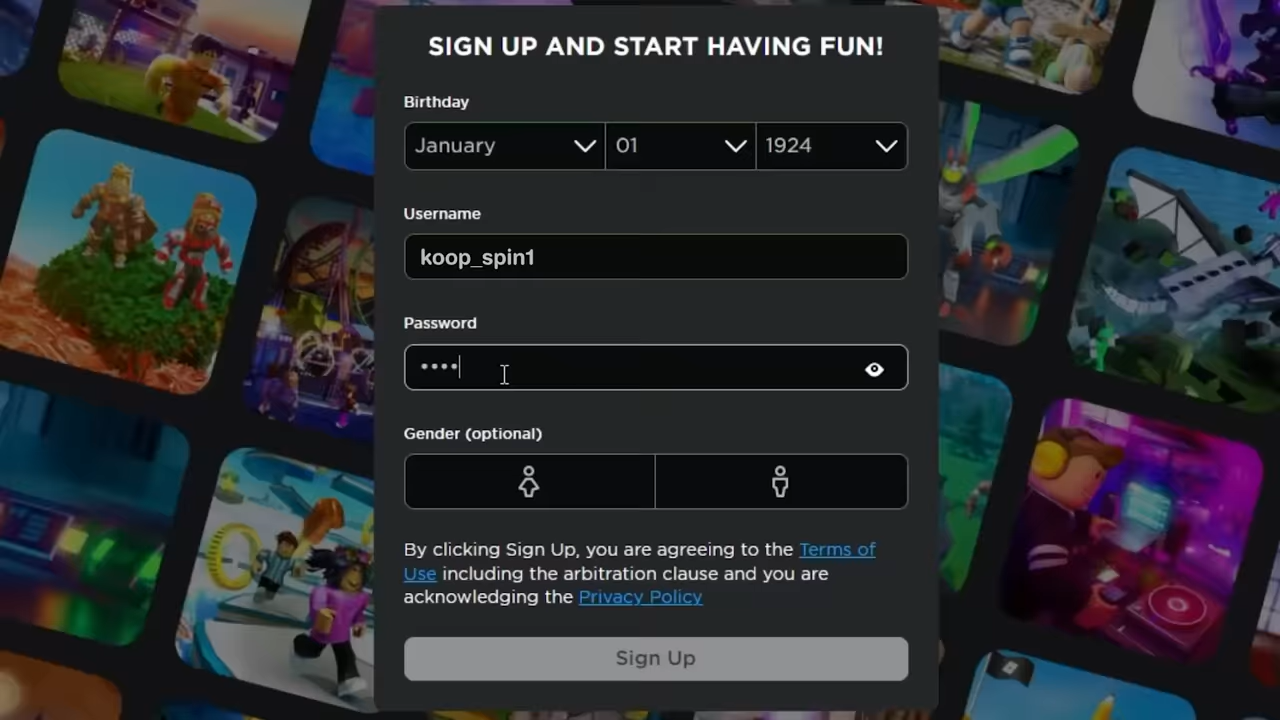 SIGN UP AND START HAVING FUN!
Birthday
January 01 1924
Username
koop_spin1
Password
••••
Gender (optional)
By clicking Sign Up, you are agreeing to the Terms of
Use including the arbitration clause and you are
acknowledging the Privacy Policy
Sign Up